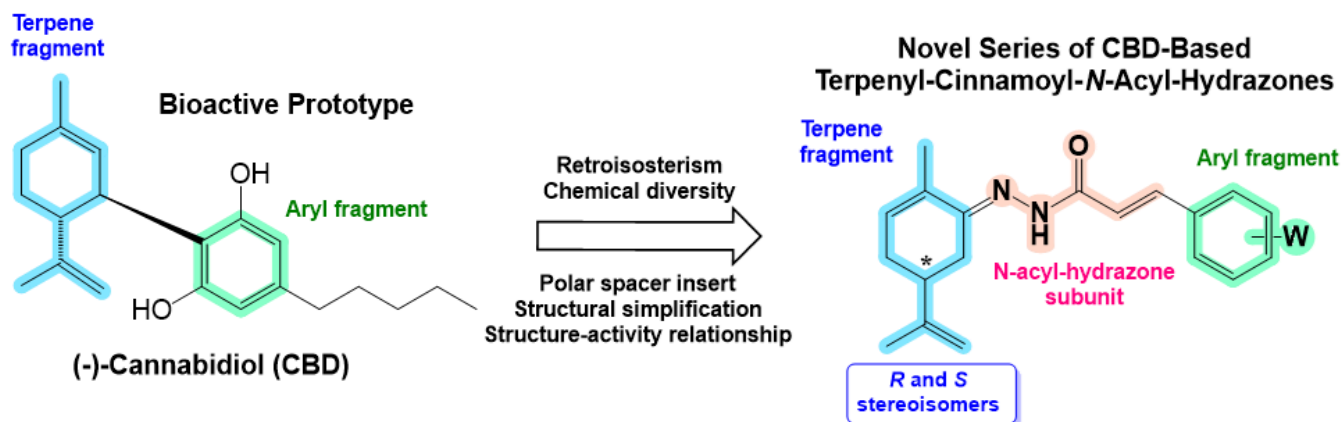 Terpene
fragment
Bioactive Prototype
OH
Aryl fragment
HO
(-)-Cannabidiol (CBD)
Retroisosterism
Chemical diversity
Polar spacer insert
Structural simplification
Structure-activity relationship
Novel Series of CBD-Based
Terpenyl-Cinnamoyl-N-Acyl-Hydrazones
Terpene
fragment
O
Aryl fragment
N
N
H
W
*
N-acyl-hydrazone
subunit
R and S
stereoisomers